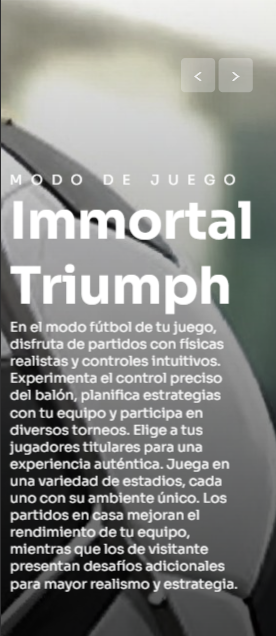 MODO DE JUEGO
Immortal
Triumph
En el modo fútbol de tu juego,
disfruta de partidos con físicas
realistas y controles intuitivos.
Experimenta el control preciso
del balón, planifica estrategias
con tu equipo y participa en
diversos torneos. Elige a tus
jugadores titulares para una
experiencia auténtica. Juega en
una variedad de estadios, cada
uno con su ambiente único. Los
partidos en casa mejoran el
rendimiento de tu equipo,
mientras que los de visitante
presentan desafíos adicionales
para mayor realismo y estrategia.